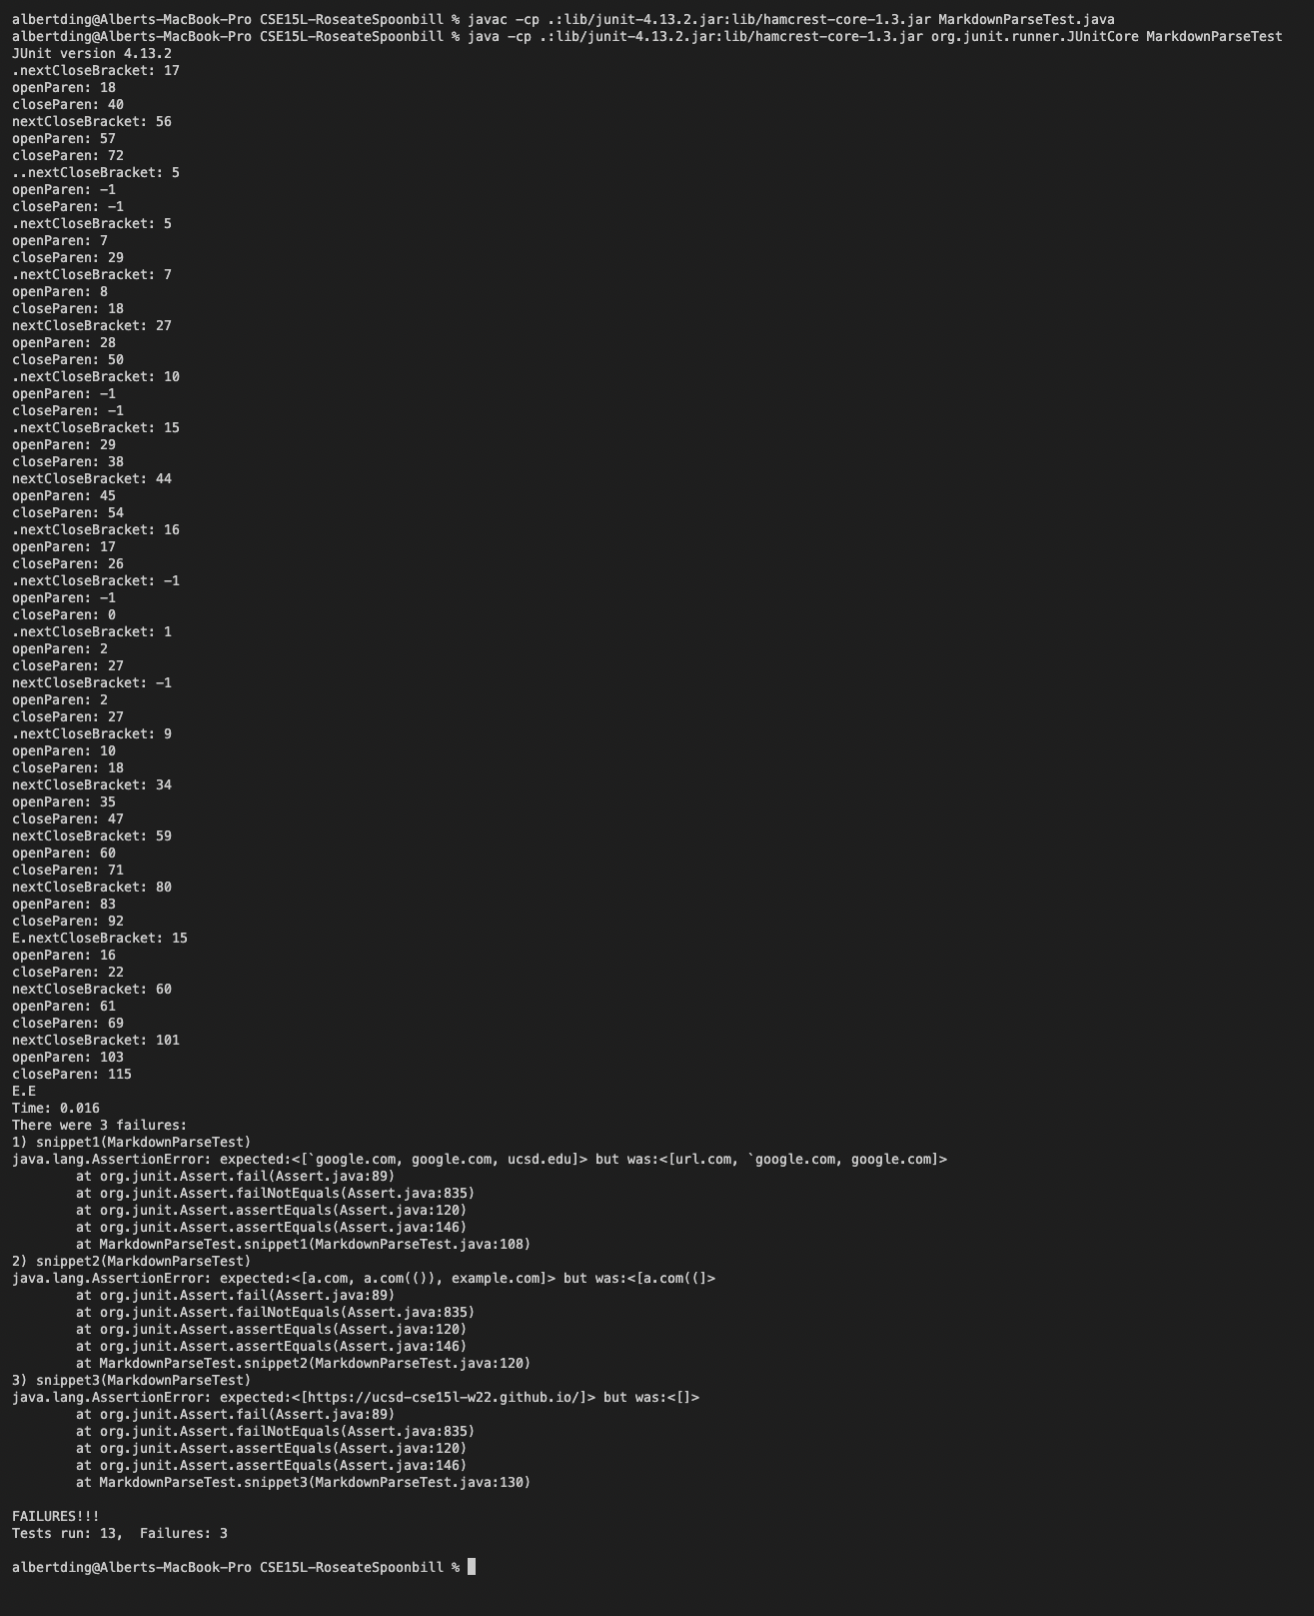 albertding@Alberts-MacBook-Pro CSE15L-RoseateSpoonbill % javac -cp .:lib/junit-4.13.2.jar:lib/hamcrest-core-1.3.jar MarkdownParseTest.java
albertding@Alberts-MacBook-Pro CSE15L-RoseateSpoonbill % java -cp .:lib/junit-4.13.2.jar:lib/hamcrest-core-1.3.jar org.junit.runner.JUnitCore MarkdownParseTest
JUnit version 4.13.2
.nextCloseBracket: 17
openParen: 18
closeParen: 40
nextCloseBracket: 56
openParen: 57
closeParen: 72
..nextCloseBracket: 5
openParen: -1
closeParen: -1
.nextCloseBracket: 5
openParen: 7
closeParen: 29
.nextCloseBracket: 7
openParen: 8
closeParen: 18
nextCloseBracket: 27
openParen: 28
closeParen: 50
.nextCloseBracket: 10
openParen: -1
closeParen: -1
.nextCloseBracket: 15
openParen: 29
closeParen: 38
nextCloseBracket: 44
openParen: 45
closeParen: 54
.nextCloseBracket: 16
openParen: 17
closeParen: 26
.nextCloseBracket: -1
openParen: -1
closeParen: 0
.nextCloseBracket: 1
openParen: 2
closeParen: 27
nextCloseBracket: -1
openParen: 2
closeParen: 27
.nextCloseBracket: 9
openParen: 10
closeParen: 18
nextCloseBracket: 34
openParen: 35
closeParen: 47
nextCloseBracket: 59
openParen: 60
closeParen: 71
nextCloseBracket: 80
openParen: 83
closeParen: 92
E.nextCloseBracket: 15
openParen: 16
closeParen: 22
nextCloseBracket: 60
openParen: 61
closeParen: 69
nextCloseBracket: 101
openParen: 103
closeParen: 115
E.E
Time: 0.016
There were 3 failures:
1) snippet1(MarkdownParseTest)
java.lang.AssertionError: expected:<[`google.com, google.com, ucsd.edu]> but was:<[url.com, `google.com, google.com]>
        at org.junit.Assert.fail(Assert.java:89)
        at org.junit.Assert.failNotEquals(Assert.java:835)
        at org.junit.Assert.assertEquals(Assert.java:120)
        at org.junit.Assert.assertEquals(Assert.java:146)
        at MarkdownParseTest.snippet1(MarkdownParseTest.java:108)
2) snippet2(MarkdownParseTest)
java.lang.AssertionError: expected:<[a.com, a.com(()), example.com]> but was:<[a.com((]>
        at org.junit.Assert.fail(Assert.java:89)
        at org.junit.Assert.failNotEquals(Assert.java:835)
        at org.junit.Assert.assertEquals(Assert.java:120)
        at org.junit.Assert.assertEquals(Assert.java:146)
        at MarkdownParseTest.snippet2(MarkdownParseTest.java:120)
3) snippet3(MarkdownParseTest)
java.lang.AssertionError: expected:<[https://ucsd-cse15l-w22.github.io/]> but was:<[]>
        at org.junit.Assert.fail(Assert.java:89)
        at org.junit.Assert.failNotEquals(Assert.java:835)
        at org.junit.Assert.assertEquals(Assert.java:120)
        at org.junit.Assert.assertEquals(Assert.java:146)
        at MarkdownParseTest.snippet3(MarkdownParseTest.java:130)
FAILURES!!!
Tests run: 13,  Failures: 3
albertding@Alberts-MacBook-Pro CSE15L-RoseateSpoonbill %